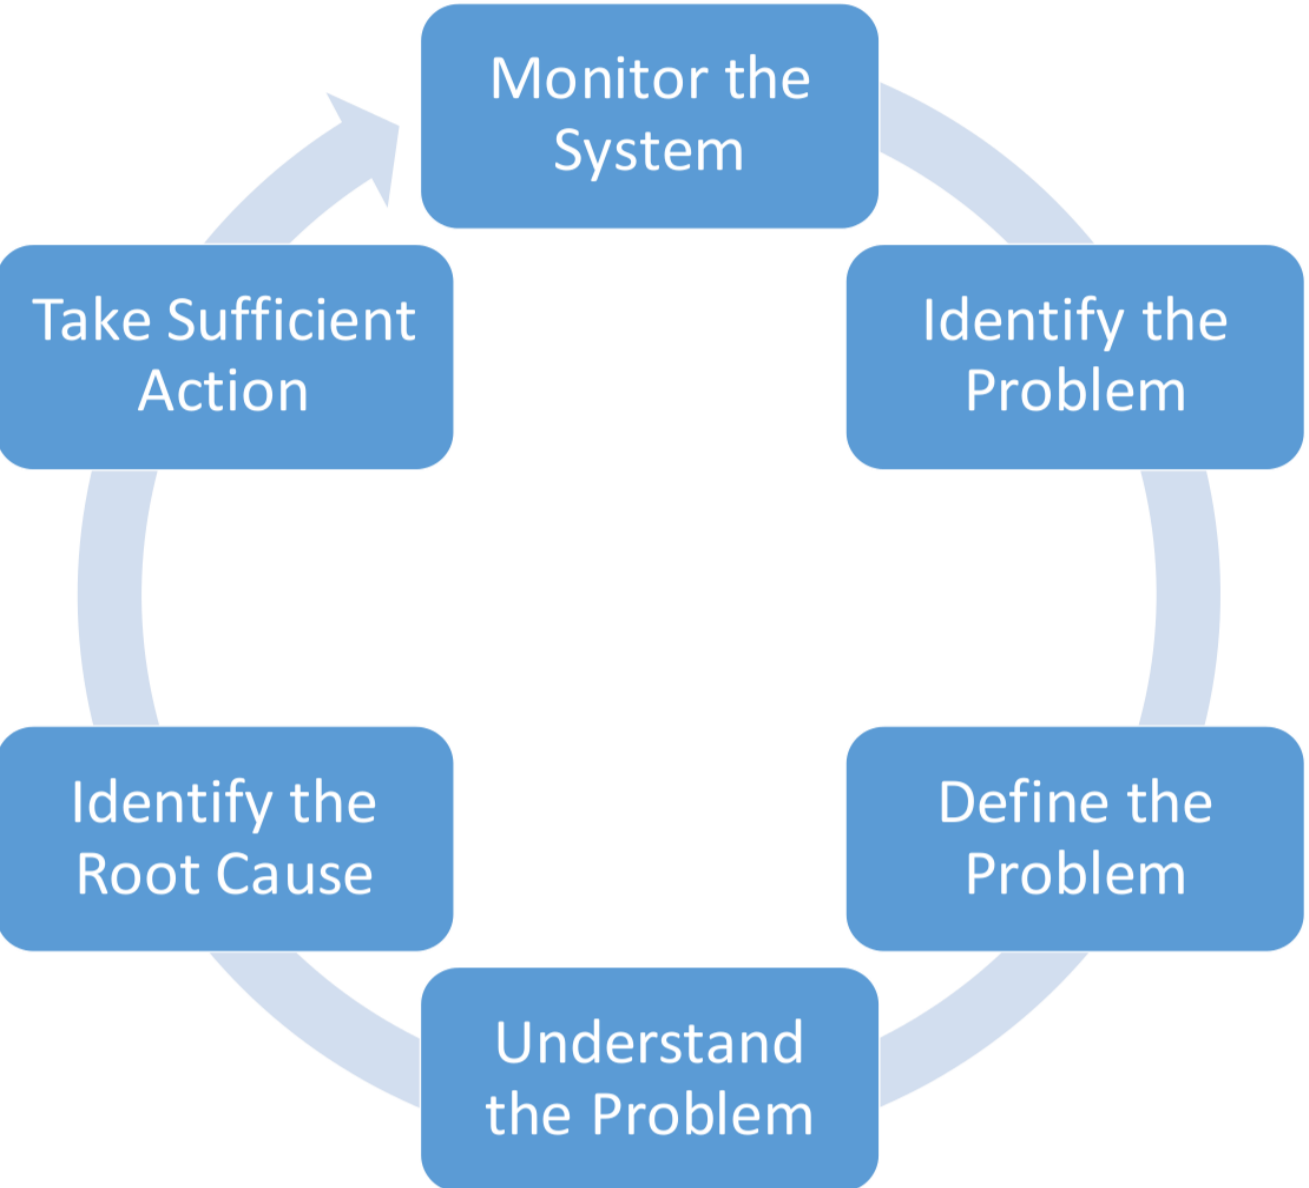 Monitor the
System
Identify the
Problem
Define the
Problem
Understand
the Problem
Identify the
Root Cause
Take Sufficient
Action